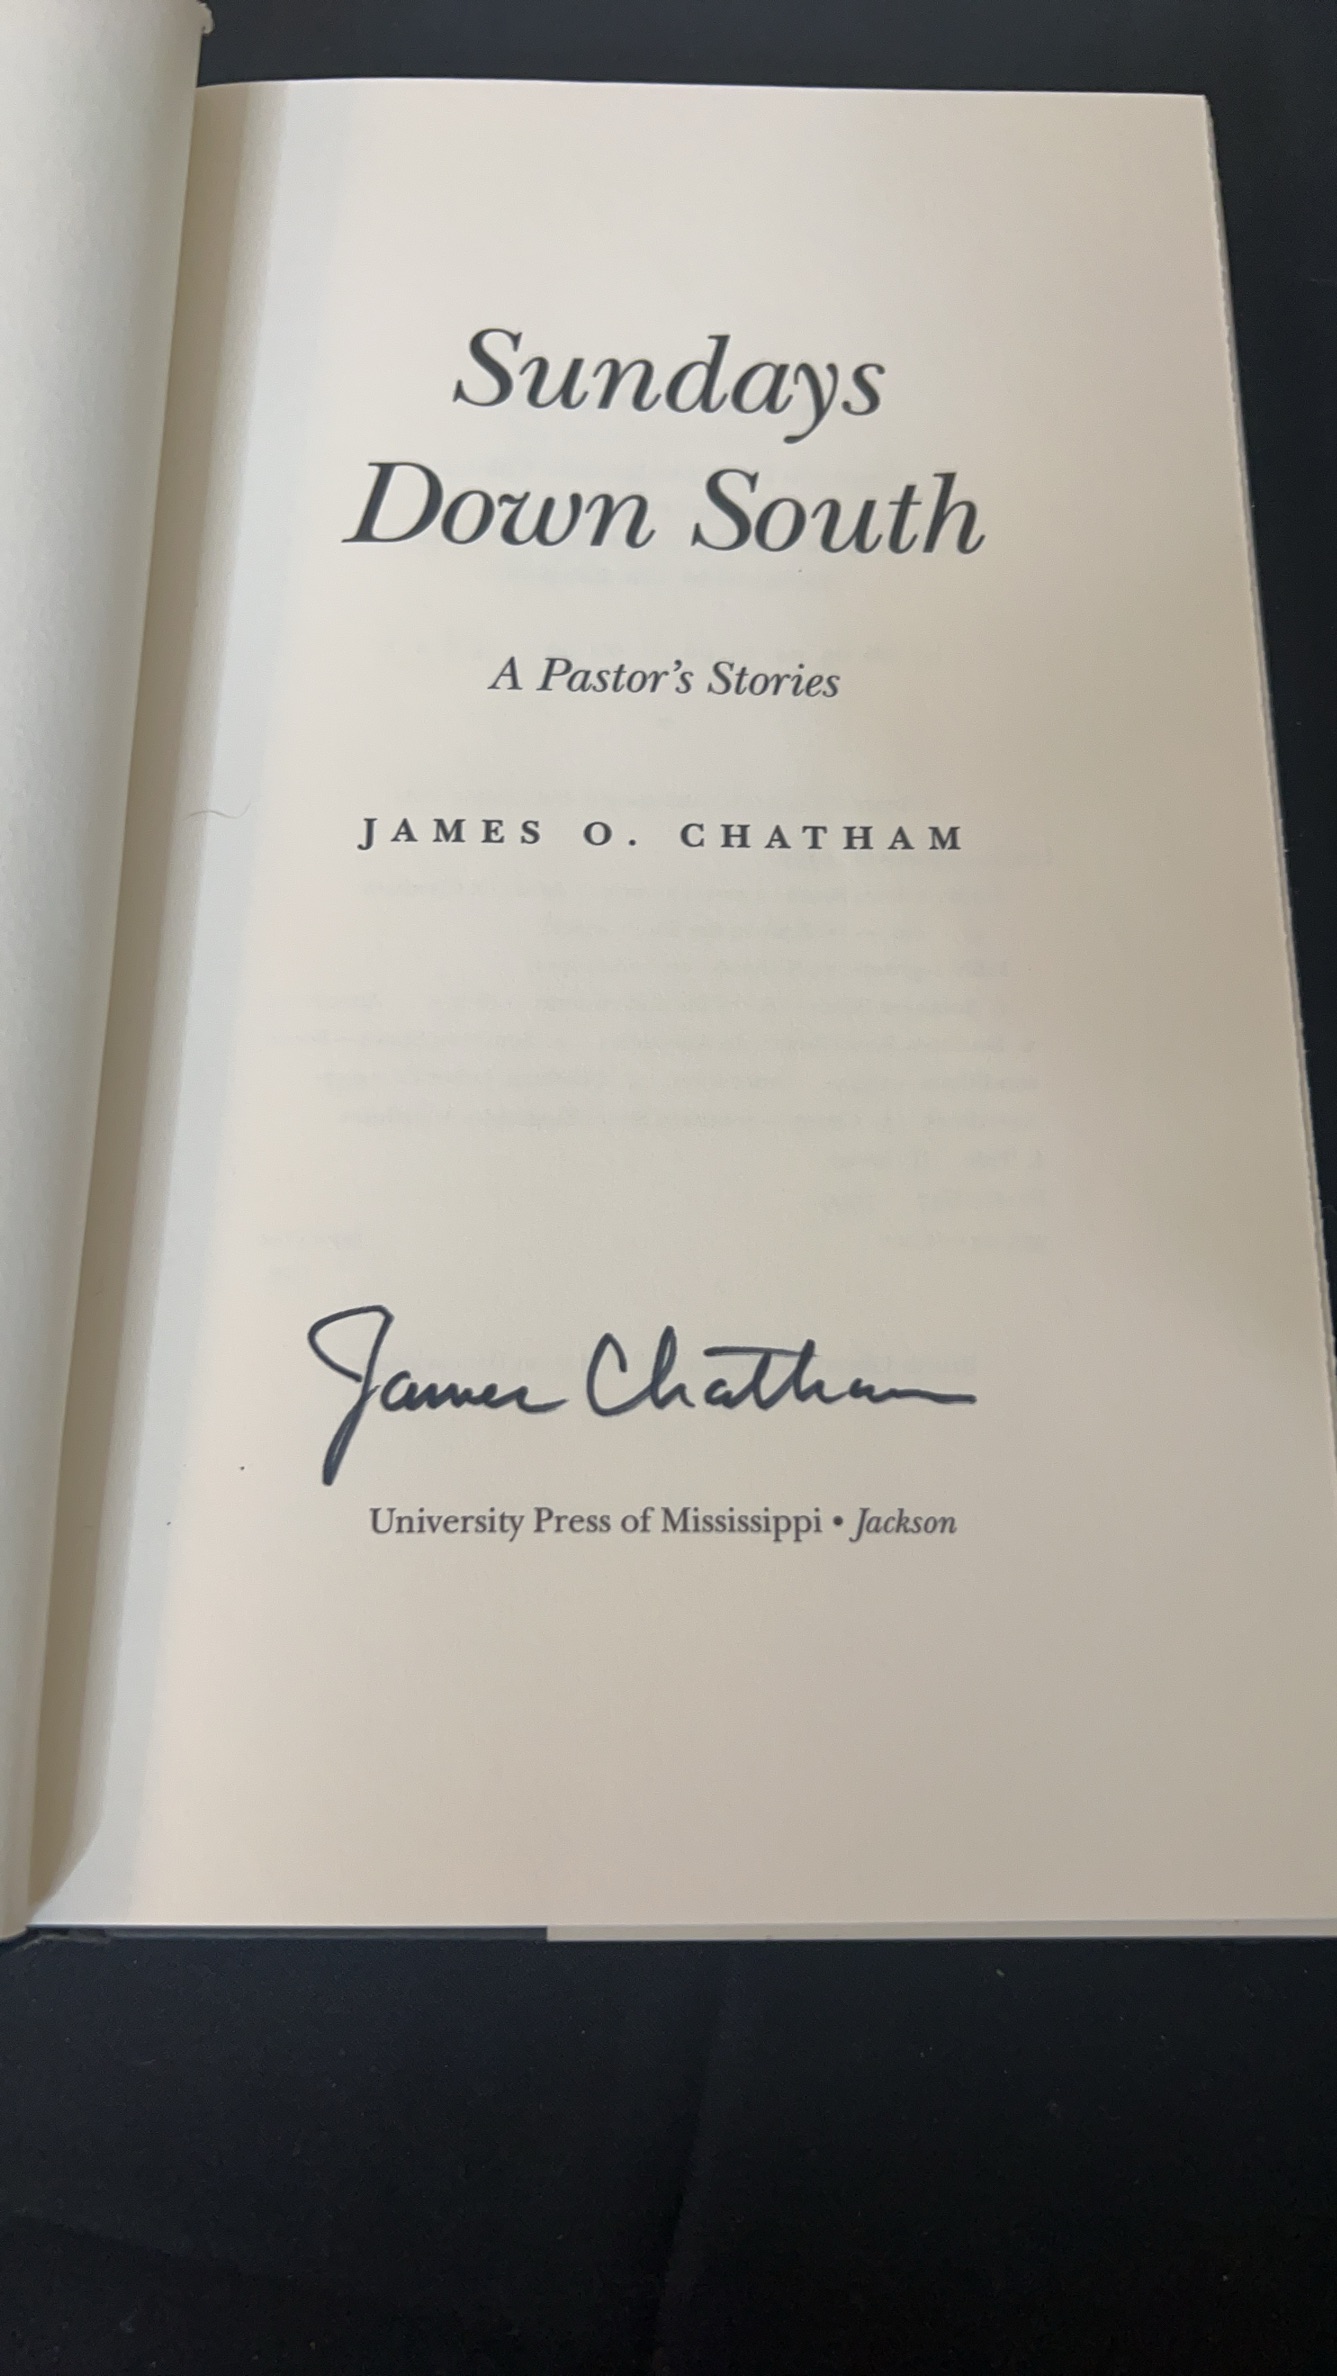 Sundays
Down South
A Pastor's Stories
JAMES O. CHATHAM
James Chatham
University Press of Mississippi • Jackson